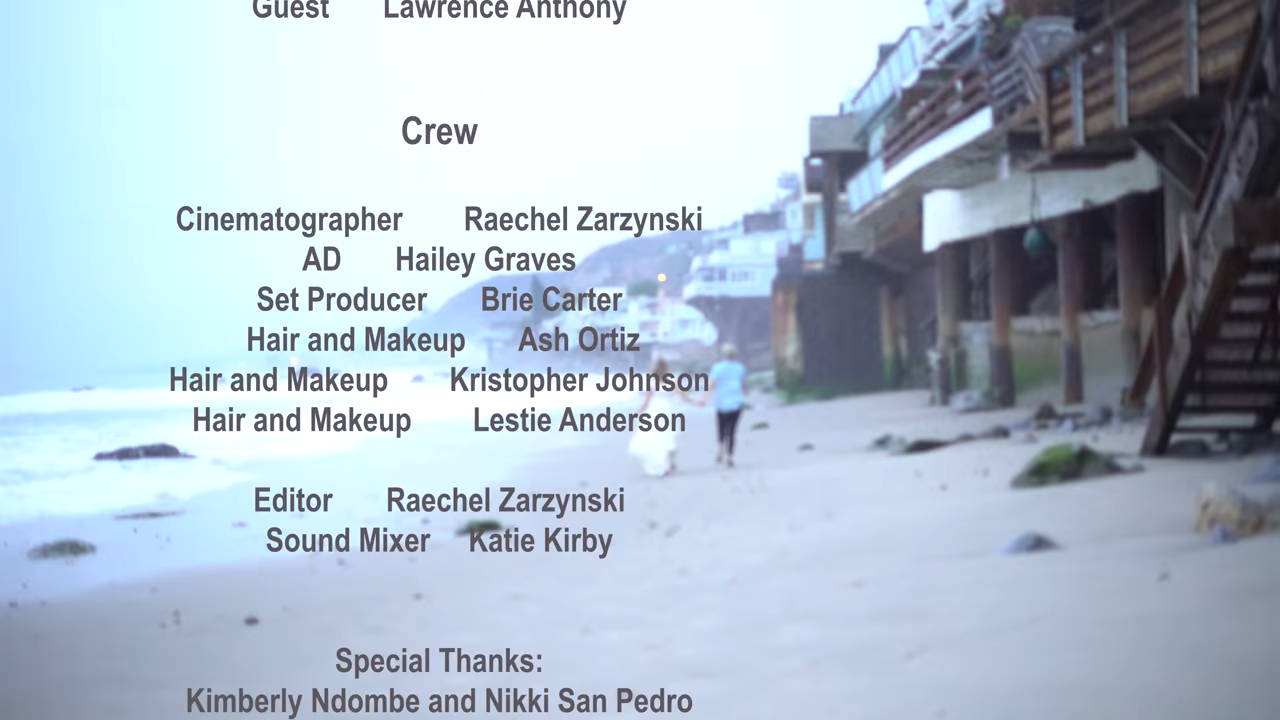 Guest Lawrence Anthony
Crew
Cinematographer Raechel Zarzynski
AD Hailey Graves
Set Producer Brie Carter
Hair and Makeup Ash Ortiz
Hair and Makeup Kristopher Johnson
Hair and Makeup Lestie Anderson
Editor Raechel Zarzynski
Sound Mixer Katie Kirby
Special Thanks:
Kimberly Ndombe and Nikki San Pedro